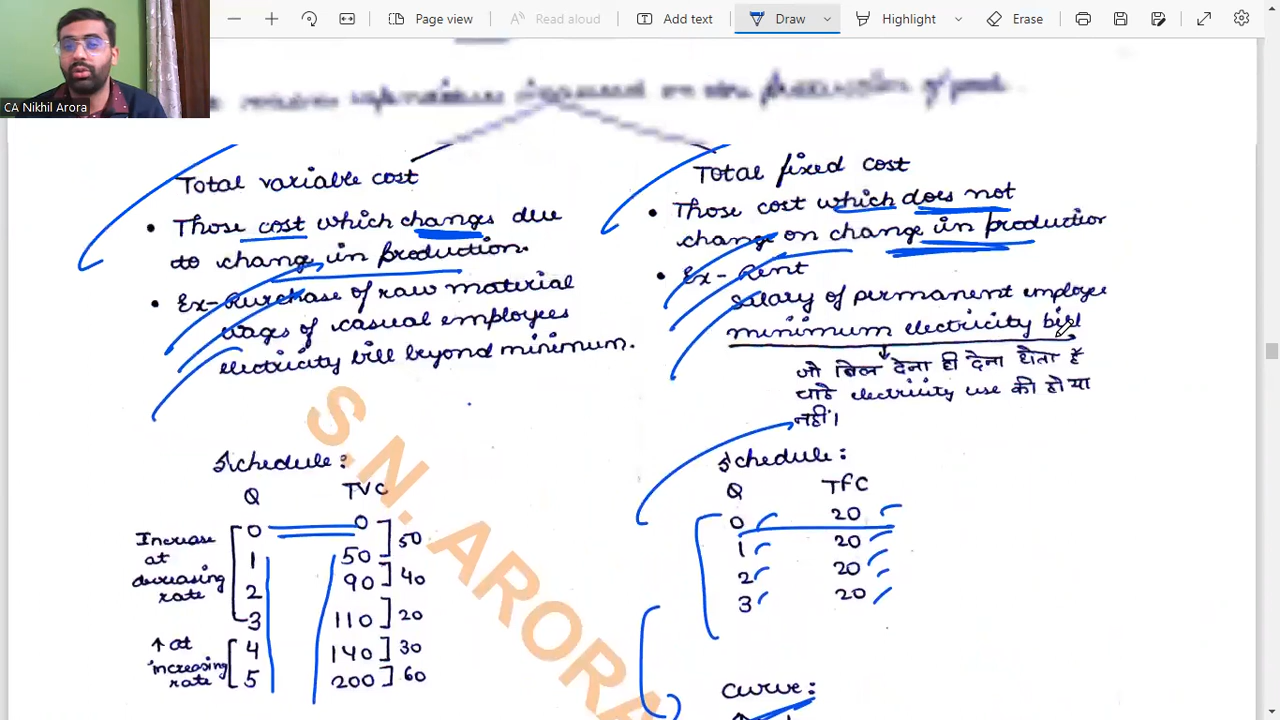 Page view
Read aloud
Add text
Draw
Highlight
Erase
CA Nikhil Arora
Total variable cost
• Those cost which changes due
to change in production.
• Ex- Purchase of raw material
wages of casual employees
electricity bill beyond minimum.
Schedule:
Q TVC
0 0
1 50
2 90
3 110
4 140
5 200
50
40
20
30
60
Increase
at
decreasing
rate
↑ at
increasing
rate
Total fixed cost
• Those cost which does not
change on change in production
• Ex- Rent
Salary of permanent employee
minimum electricity bill
जो बिल देना ही देना होता है
चाहे electricity use की हो या
नहीं।
Schedule:
Q TFC
0 20
1 20
2 20
3 20
Curve:
S.N. ARORA